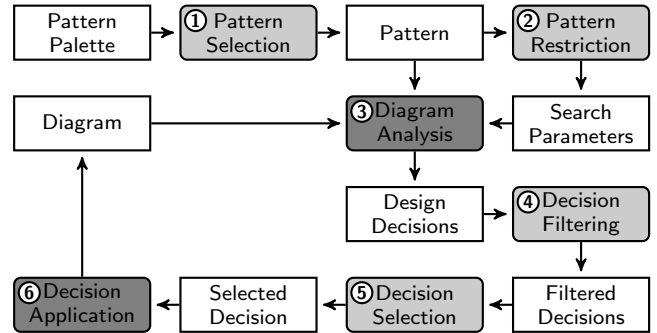 Pattern
Palette
① Pattern
Selection
Pattern
② Pattern
Restriction
Diagram
③ Diagram
Analysis
Search
Parameters
Design
Decisions
④ Decision
Filtering
⑥ Decision
Application
Selected
Decision
⑤ Decision
Selection
Filtered
Decisions